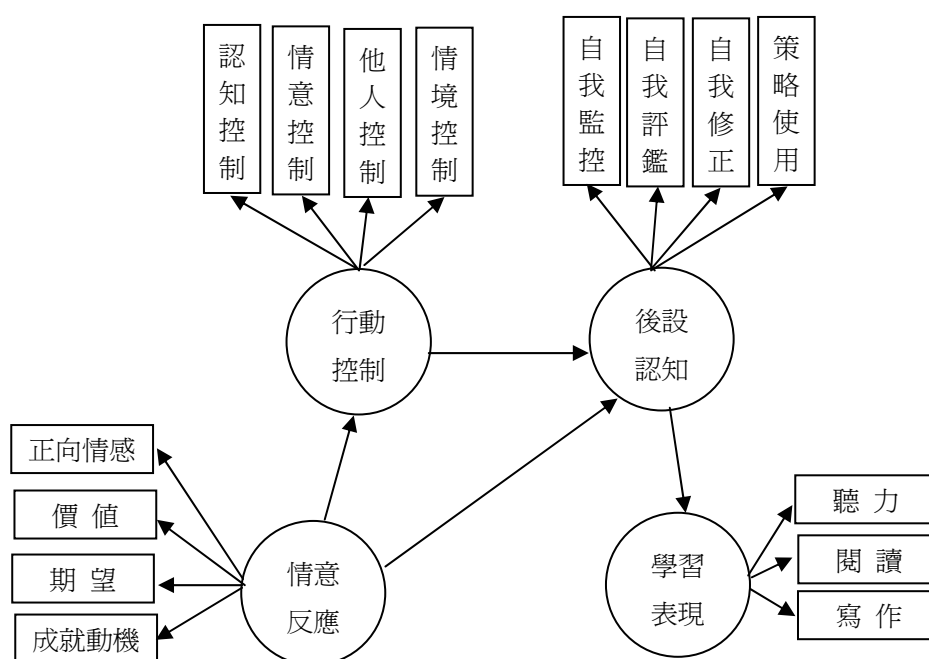 認知控制
情意控制
他人控制
情境控制
自我監控
自我評鑑
自我修正
策略使用
行動
控制
後設
認知
正向情感
價 值
期 望
成就動機
情意
反應
學習
表現
聽 力
閱 讀
寫 作